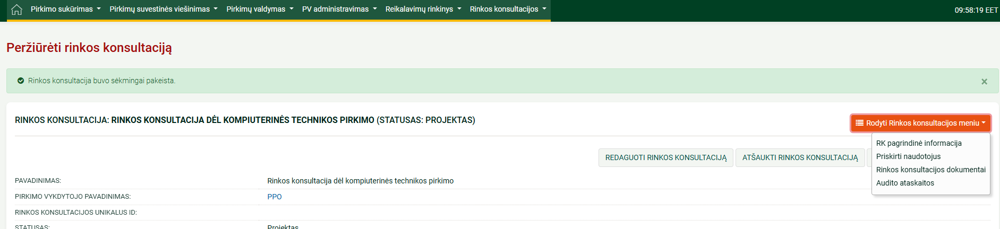 Pirkimo sukūrimas Pirkimų suvestinės viešinimas Pirkimų valdymas PV administravimas Reikalavimų rinkinys Rinkos konsultacijos 09:58:19 EET
Peržiūrėti rinkos konsultaciją
Rinkos konsultacija buvo sėkmingai pakeista. ×
RINKOS KONSULTACIJA: RINKOS KONSULTACIJA DĖL KOMPIUTERINĖS TECHNIKOS PIRKIMO (STATUSAS: PROJEKTAS)
Rodyti Rinkos konsultacijos meniu
RK pagrindinė informacija
Priskirti naudotojus
Rinkos konsultacijos dokumentai
Audito ataskaitos
REDAGUOTI RINKOS KONSULTACIJĄ ATŠAUKTI RINKOS KONSULTACIJĄ
PAVADINIMAS: Rinkos konsultacija dėl kompiuterinės technikos pirkimo
PIRKIMO VYKDYTOJO PAVADINIMAS: PPO
RINKOS KONSULTACIJOS UNIKALUS ID:
STATUSAS: Projektas